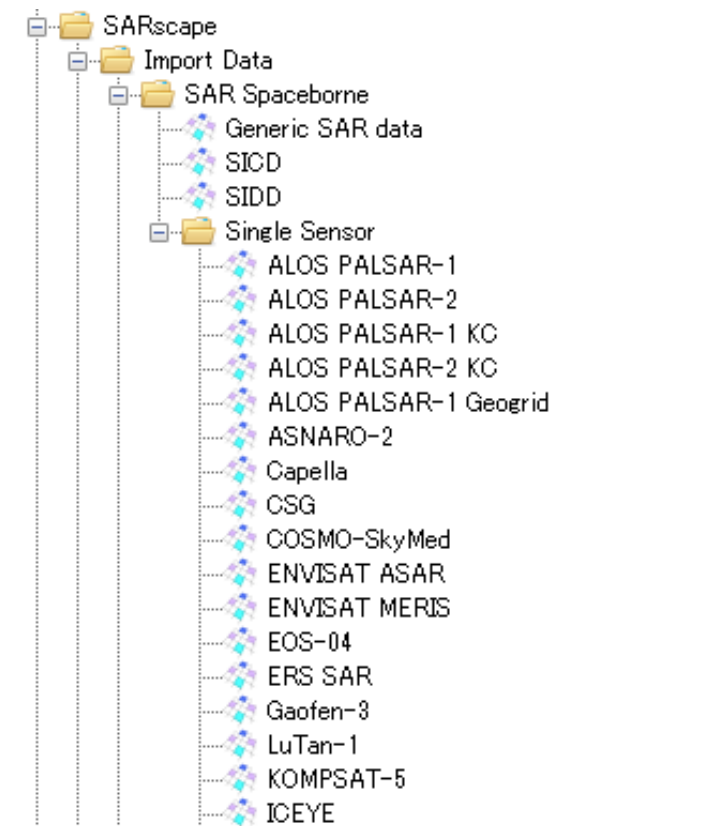 SARscape
Import Data
SAR Spaceborne
Generic SAR data
SICD
SIDD
Single Sensor
ALOS PALSAR-1
ALOS PALSAR-2
ALOS PALSAR-1 KC
ALOS PALSAR-2 KC
ALOS PALSAR-1 Geogrid
ASNARO-2
Capella
CSG
COSMO-SkyMed
ENVISAT ASAR
ENVISAT MERIS
EOS-04
ERS SAR
Gaofen-3
LuTan-1
KOMPSAT-5
ICEYE